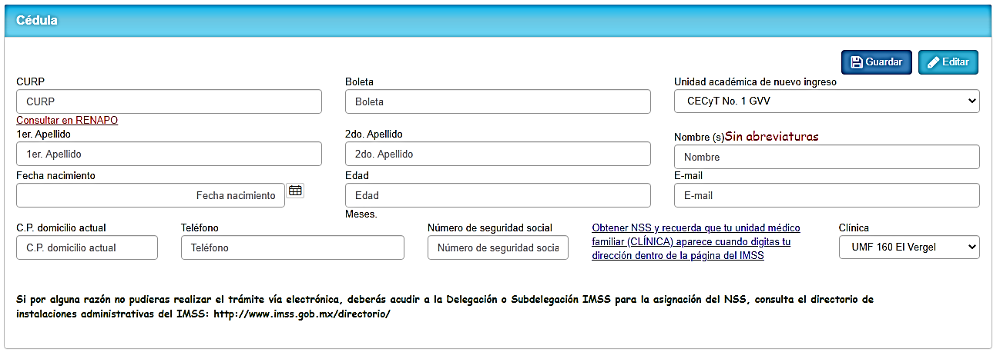 Cédula
Guardar Editar
CURP Boleta Unidad académica de nuevo ingreso
CURP Boleta CECyT No. 1 GVV
Consultar en RENAPO
1er. Apellido 2do. Apellido Nombre (s)Sin abreviaturas
1er. Apellido 2do. Apellido Nombre
Fecha nacimiento Edad E-mail
Fecha nacimiento Edad E-mail
Meses.
C.P. domicilio actual Teléfono Número de seguridad social Obtener NSS y recuerda que tu unidad médico Clínica
familiar (CLÍNICA) aparece cuando digitas tu
C.P. domicilio actual Teléfono Número de seguridad socia UMF 160 El Vergel
dirección dentro de la página del IMSS
Si por alguna razón no pudieras realizar el trámite vía electrónica, deberás acudir a la Delegación o Subdelegación IMSS para la asignación del NSS, consulta el directorio de
instalaciones administrativas del IMSS: http://www.imss.gob.mx/directorio/